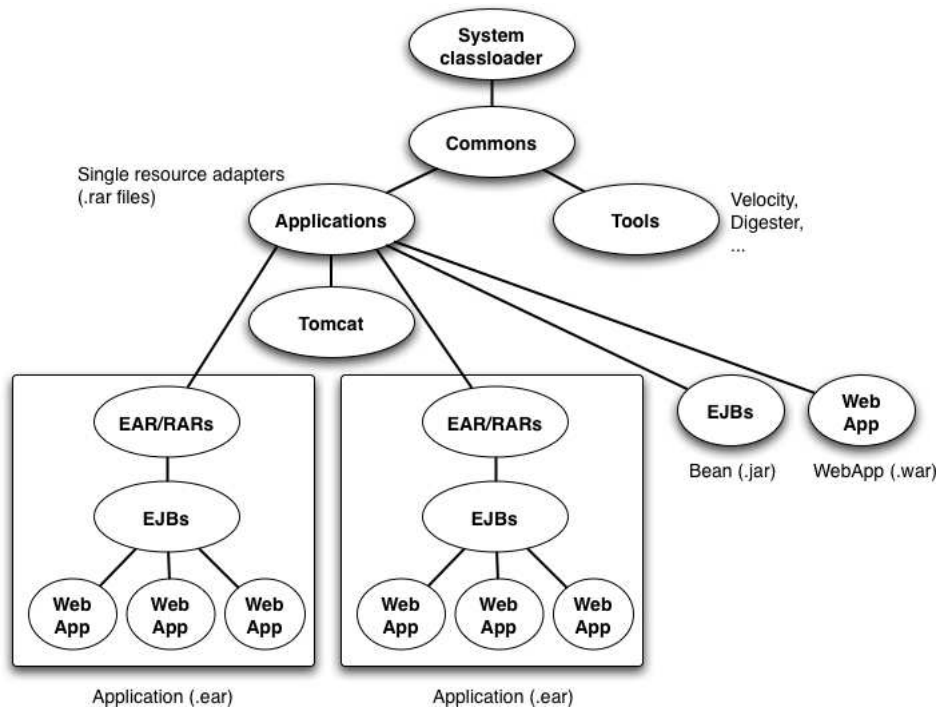 System
classloader
Commons
Single resource adapters
(.rar files)
Applications
Tools
Velocity,
Digester,
...
Tomcat
EAR/RARs
EAR/RARs
EJBs
Web
App
Bean (.jar)
WebApp (.war)
EJBs
EJBs
Web
App
Web
App
Web
App
Web
App
Web
App
Web
App
Application (.ear)
Application (.ear)